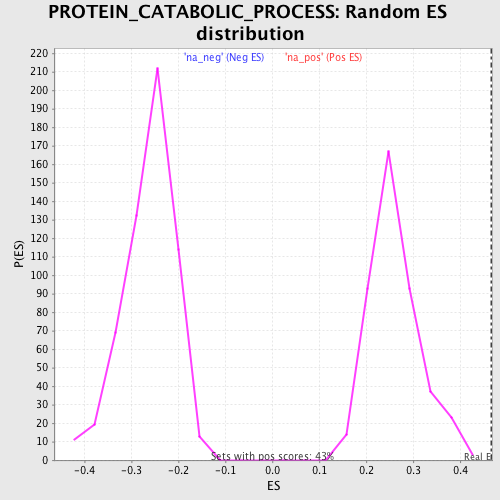 PROTEIN_CATABOLIC_PROCESS: Random ES
distribution
'na_neg' (Neg ES) 'na_pos' (Pos ES)
220
210
200
190
180
170
160
150
140
130
120
110
100
90
80
70
60
50
40
30
20
10
0
P(ES)
Sets with pos scores: 43%
Real E
-0.4 -0.3 -0.2 -0.1 0.0 0.1 0.2 0.3 0.4
ES